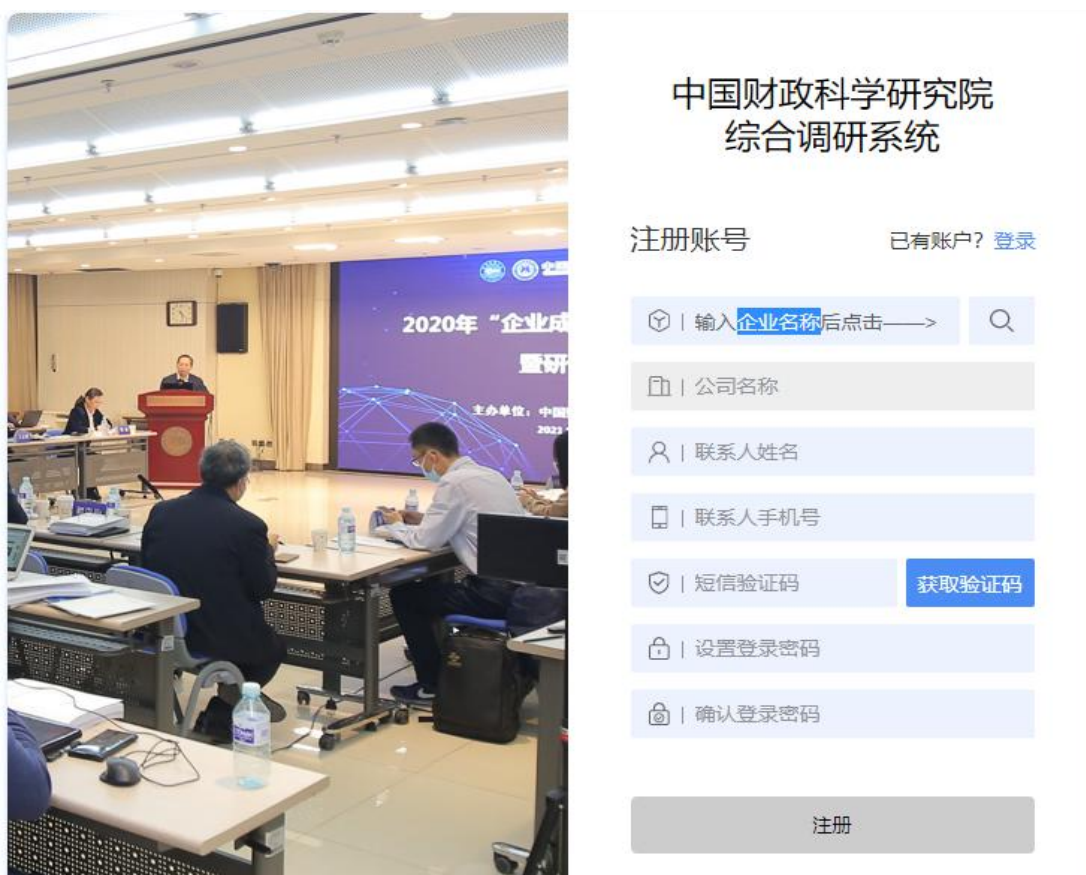 2020年“企业成
暨研
主办单位：中国
中国财政科学研究院
综合调研系统
注册账号
已有账户？登录
输入企业名称后点击——>
公司名称
联系人姓名
联系人手机号
短信验证码 获取验证码
设置登录密码
确认登录密码
注册